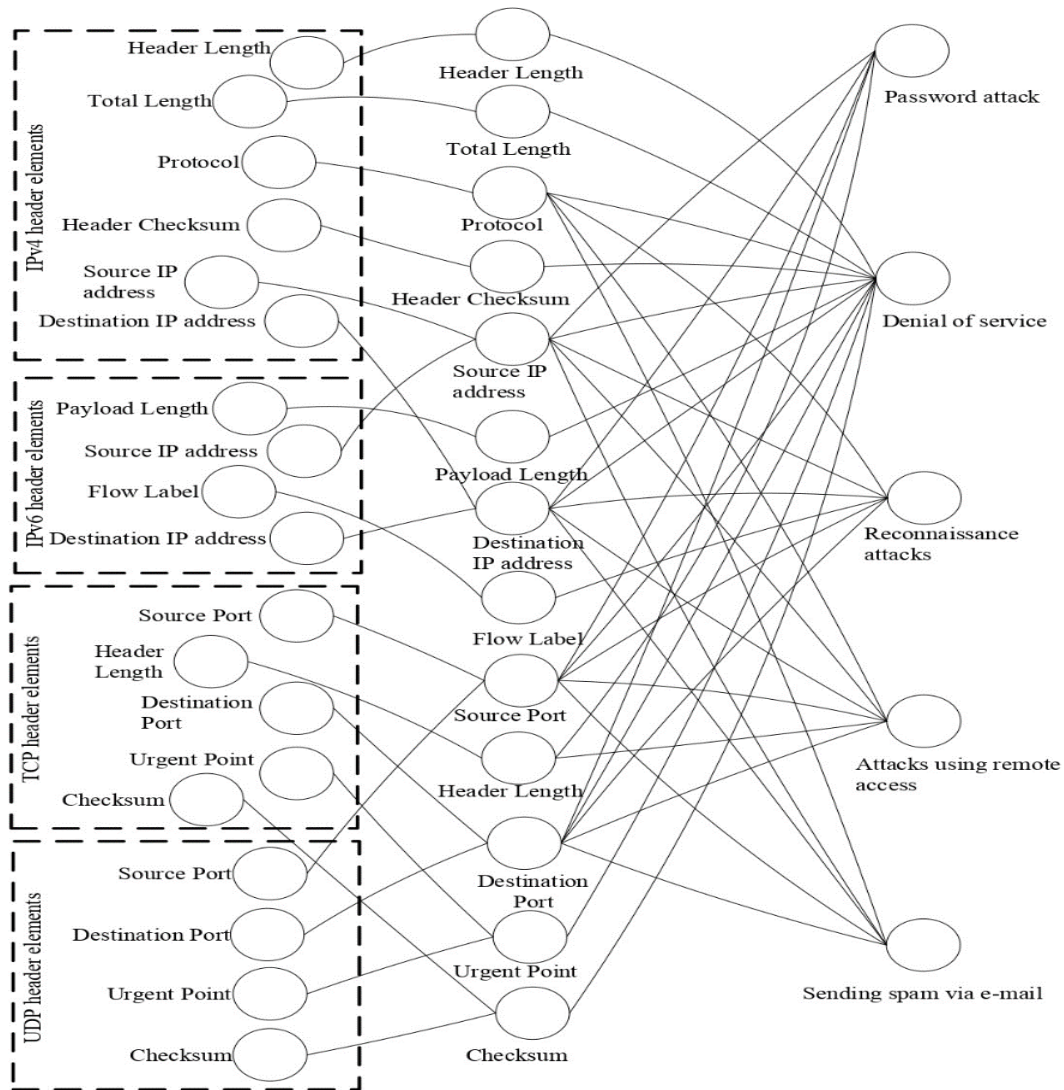 IPv4 header elements
Header Length
Total Length
Protocol
Header Checksum
Source IP
address
Destination IP address
IPv6 header elements
Payload Length
Source IP address
Flow Label
Destination IP address
TCP header elements
Source Port
Header
Length
Destination
Port
Urgent Point
Checksum
UDP header elements
Source Port
Destination Port
Urgent Point
Checksum
Header Length
Total Length
Protocol
Header Checksum
Source IP
address
Payload Length
Destination
IP address
Flow Label
Source Port
Header Length
Destination
Port
Urgent Point
Checksum
Password attack
Denial of service
Reconnaissance
attacks
Attacks using remote
access
Sending spam via e-mail